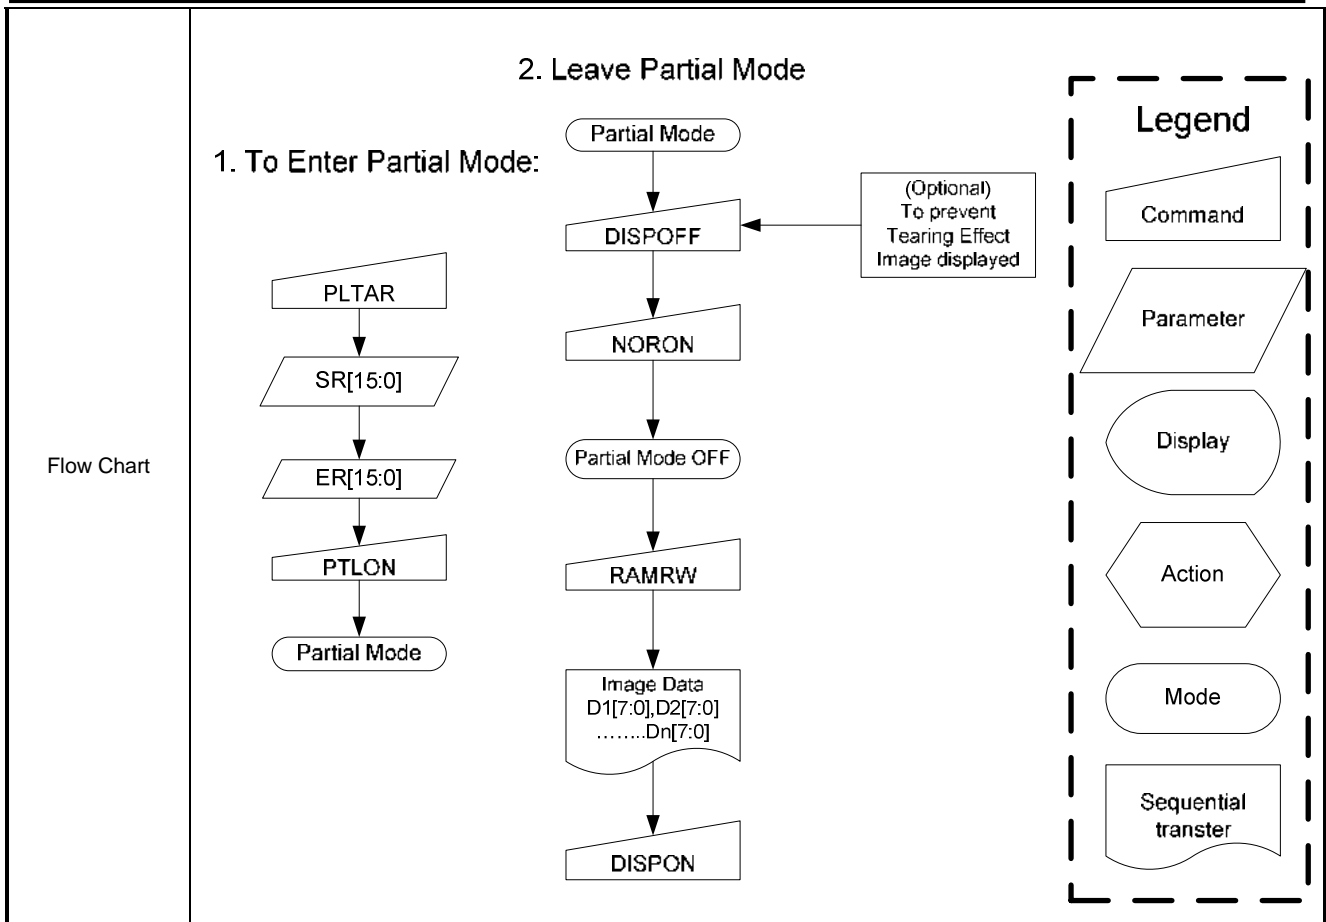 Flow Chart
2. Leave Partial Mode
1. To Enter Partial Mode:
PLTAR
SR[15:0]
ER[15:0]
PTLON
Partial Mode
Partial Mode
DISPOFF
(Optional)
To prevent
Tearing Effect
Image displayed
NORON
Partial Mode OFF
RAMRW
Image Data
D1[7:0],D2[7:0]
........Dn[7:0]
DISPON
Legend
Command
Parameter
Display
Action
Mode
Sequential
transter